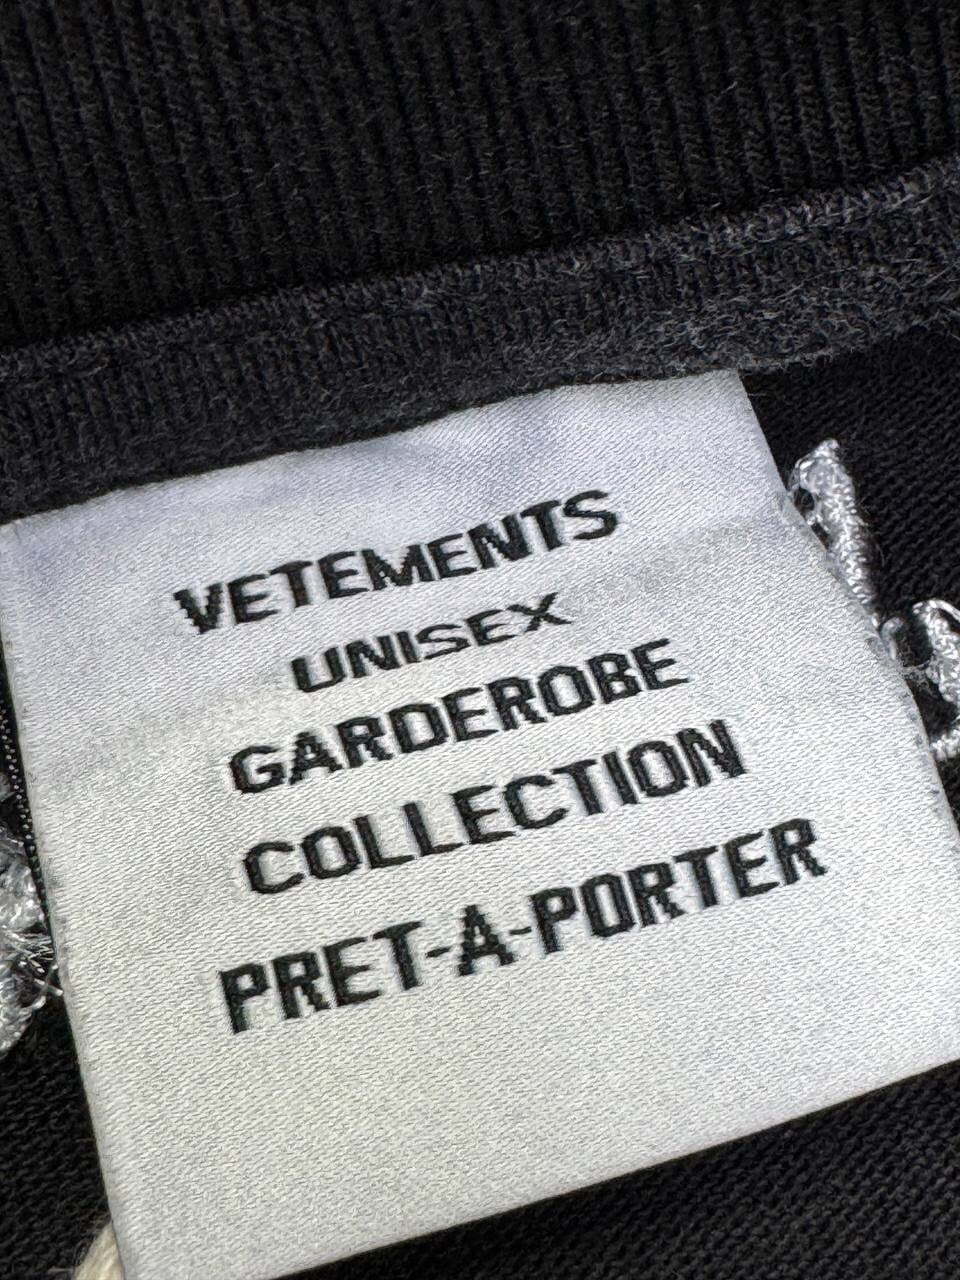 VETEMENTS
UNISEX
GARDEROBE
COLLECTION
PRET-A-PORTER